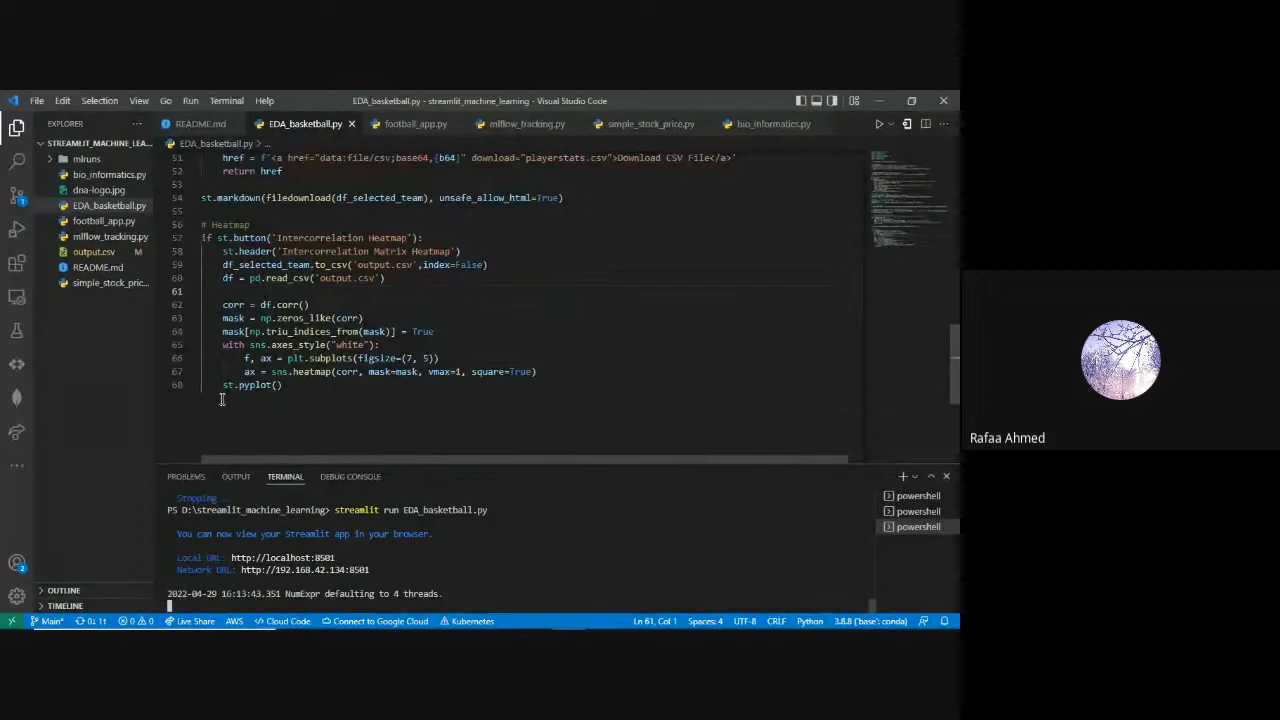 File Edit Selection View Go Run Terminal Help EDA_basketball.py - streamlit_machine_learning - Visual Studio Code
EXPLORER ...
README.md EDA_basketball.py football_app.py mlflow_tracking.py simple_stock_price.py bio_informatics.py
STREAMLIT_MACHINE_LEA...
mlruns
bio_informatics.py
dna-logo.jpg
EDA_basketball.py
football_app.py
mlflow_tracking.py
output.csv M
README.md
simple_stock_pric...
OUTLINE
TIMELINE
EDA_basketball.py > ...
51 href = f'<a href="data:file/csv;base64,{b64}" download="playerstats.csv">Download CSV File</a>'
52 return href
53
54 st.markdown(filedownload(df_selected_team), unsafe_allow_html=True)
55
56 # Heatmap
57 if st.button('Intercorrelation Heatmap'):
58 st.header('Intercorrelation Matrix Heatmap')
59 df_selected_team.to_csv('output.csv',index=False)
60 df = pd.read_csv('output.csv')
61
62 corr = df.corr()
63 mask = np.zeros_like(corr)
64 mask[np.triu_indices_from(mask)] = True
65 with sns.axes_style("white"):
66 f, ax = plt.subplots(figsize=(7, 5))
67 ax = sns.heatmap(corr, mask=mask, vmax=1, square=True)
68 st.pyplot()
PROBLEMS OUTPUT TERMINAL DEBUG CONSOLE
Stopping ...
PS D:\streamlit_machine_learning> streamlit run EDA_basketball.py
You can now view your Streamlit app in your browser.
Local URL: http://localhost:8501
Network URL: http://192.168.42.134:8501
2022-04-29 16:13:43.351 NumExpr defaulting to 4 threads.
powershell
powershell
powershell
Main* 0↓ 1↑ 0 0 Live Share AWS Cloud Code Connect to Google Cloud Kubernetes Ln 61, Col 1 Spaces: 4 UTF-8 CRLF Python 3.8.8 ('base': conda)
Rafaa Ahmed